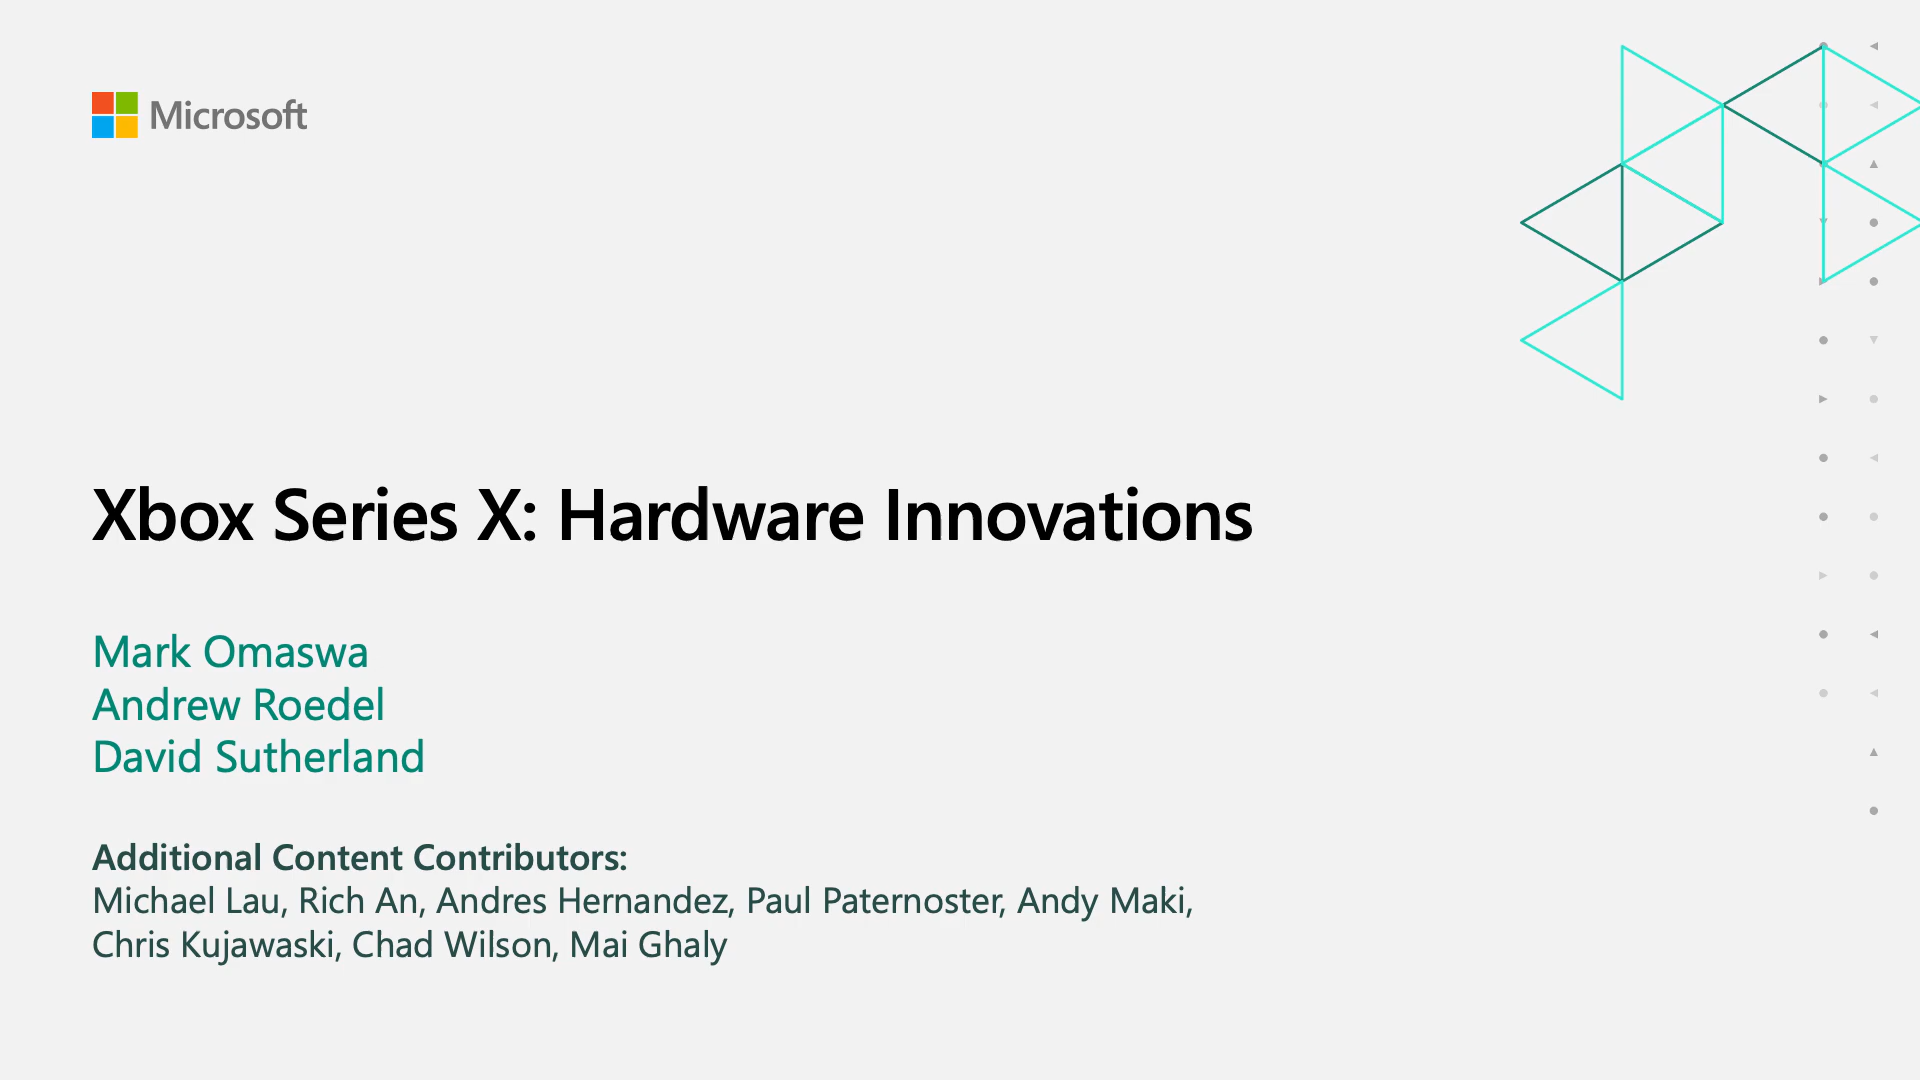 Microsoft
Xbox Series X: Hardware Innovations
Mark Omaswa
Andrew Roedel
David Sutherland
Additional Content Contributors:
Michael Lau, Rich An, Andres Hernandez, Paul Paternoster, Andy Maki,
Chris Kujawaski, Chad Wilson, Mai Ghaly